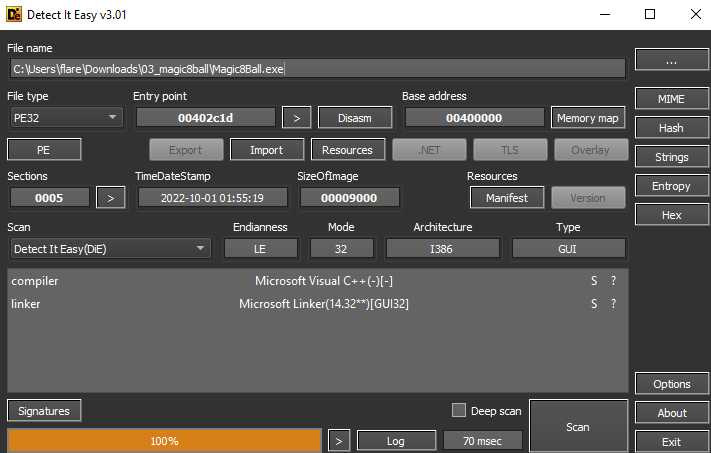 Detect It Easy v3.01
File name
C:\Users\flare\Downloads\03_magic8ball\Magic8Ball.exe ...
File type Entry point Base address
PE32 00402c1d > Disasm 00400000 Memory map MIME
PE Export Import Resources .NET TLS Overlay Hash
Sections TimeDateStamp SizeOfImage Resources Strings
0005 > 2022-10-01 01:55:19 00009000 Manifest Version Entropy
Scan Endianness Mode Architecture Type Hex
Detect It Easy(DiE) LE 32 I386 GUI
compiler Microsoft Visual C++(-)[-] S ?
linker Microsoft Linker(14.32**)[GUI32] S ?
Options
Signatures Deep scan Scan About
100% > Log 70 msec Exit